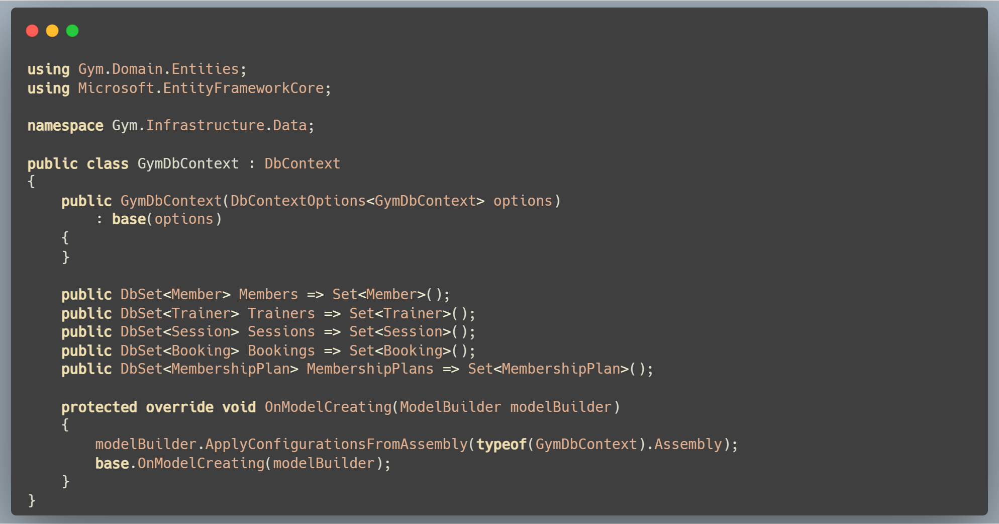 using Gym.Domain.Entities;
using Microsoft.EntityFrameworkCore;

namespace Gym.Infrastructure.Data;

public class GymDbContext : DbContext
{
    public GymDbContext(DbContextOptions<GymDbContext> options)
        : base(options)
    {
    }

    public DbSet<Member> Members => Set<Member>();
    public DbSet<Trainer> Trainers => Set<Trainer>();
    public DbSet<Session> Sessions => Set<Session>();
    public DbSet<Booking> Bookings => Set<Booking>();
    public DbSet<MembershipPlan> MembershipPlans => Set<MembershipPlan>();

    protected override void OnModelCreating(ModelBuilder modelBuilder)
    {
        modelBuilder.ApplyConfigurationsFromAssembly(typeof(GymDbContext).Assembly);
        base.OnModelCreating(modelBuilder);
    }
}